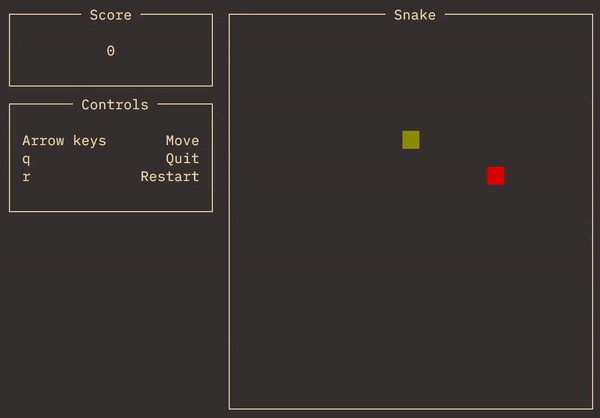 Score
0
Controls
Arrow keys Move
q Quit
r Restart
Snake